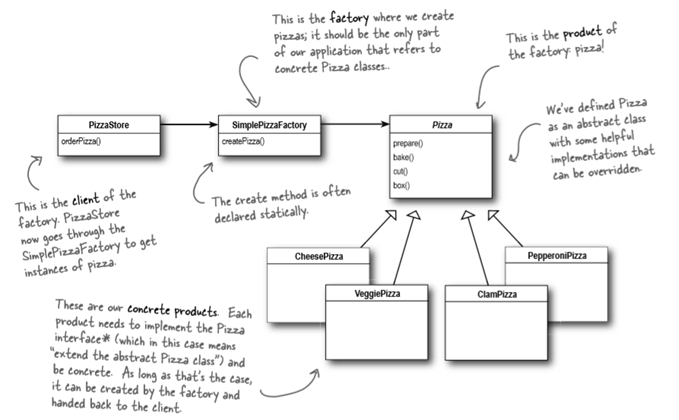 This is the factory where we create
pizzas; it should be the only part
of our application that refers to
concrete Pizza classes..
This is the product of
the factory: pizza!
PizzaStore
orderPizza()
SimplePizzaFactory
createPizza()
Pizza
prepare()
bake()
cut()
box()
We've defined Pizza
as an abstract class
with some helpful
implementations that
can be overridden.
This is the client of the
factory. PizzaStore
now goes through the
SimplePizzaFactory to get
instances of pizza.
The create method is often
declared statically.
CheesePizza
VeggiePizza
ClamPizza
PepperoniPizza
These are our concrete products. Each
product needs to implement the Pizza
interface* (which in this case means
"extend the abstract Pizza class") and
be concrete. As long as that's the case,
it can be created by the factory and
handed back to the client.